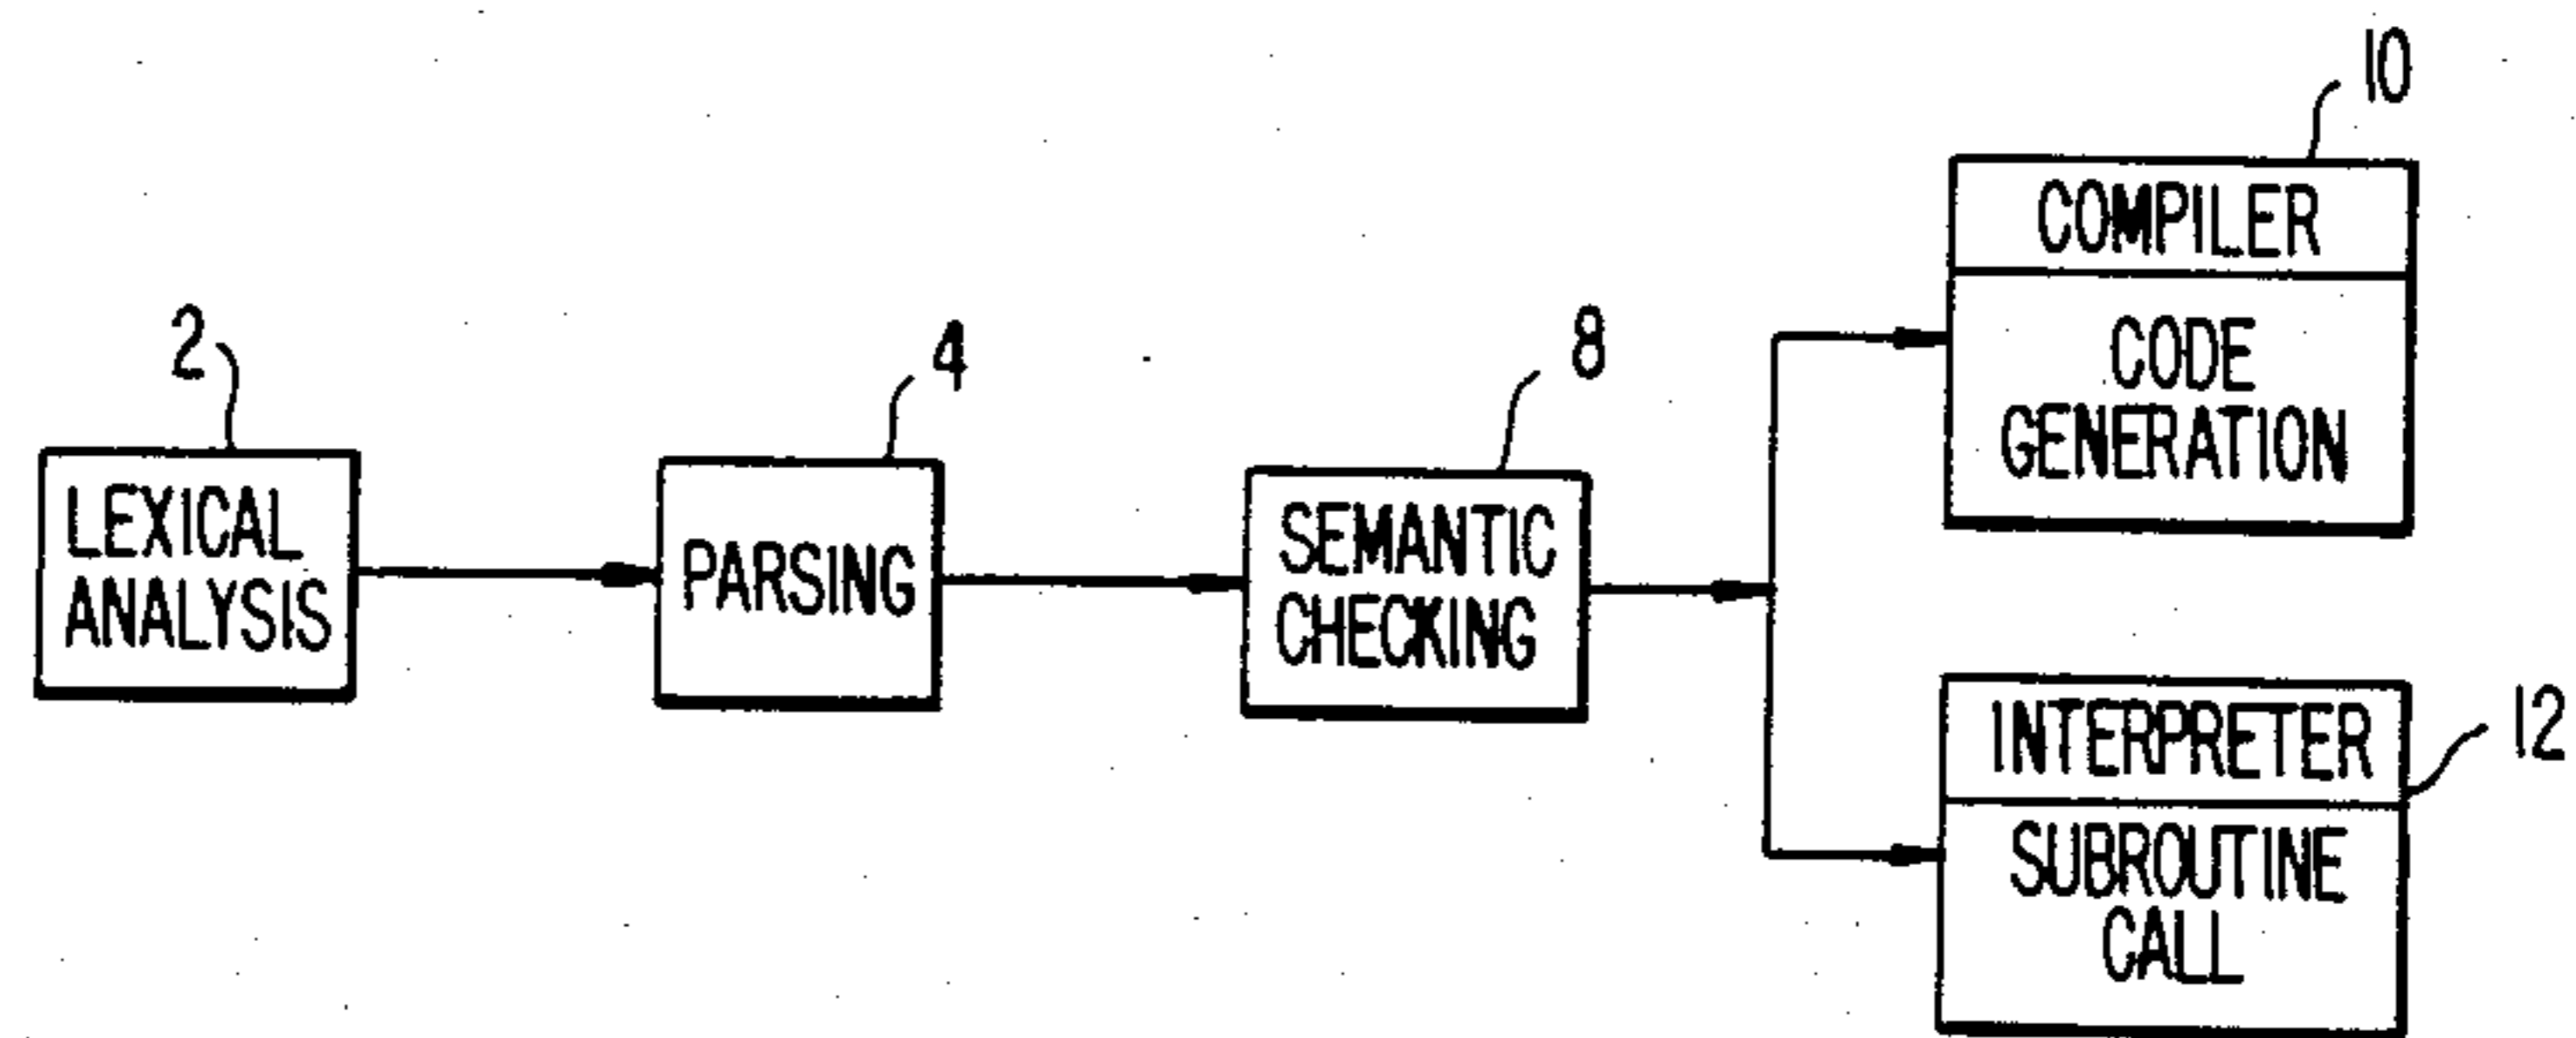 2
LEXICAL
ANALYSIS
4
PARSING
8
SEMANTIC
CHECKING
10
COMPILER
CODE
GENERATION
12
INTERPRETER
SUBROUTINE
CALL